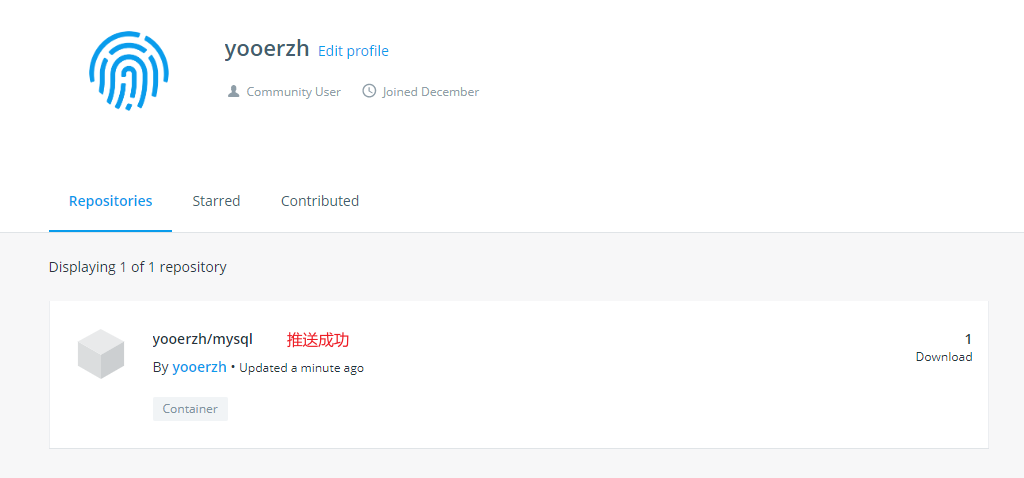 yooerzh Edit profile
Community User Joined December
Repositories Starred Contributed
Displaying 1 of 1 repository
yooerzh/mysql 推送成功 1
By yooerzh • Updated a minute ago Download
Container